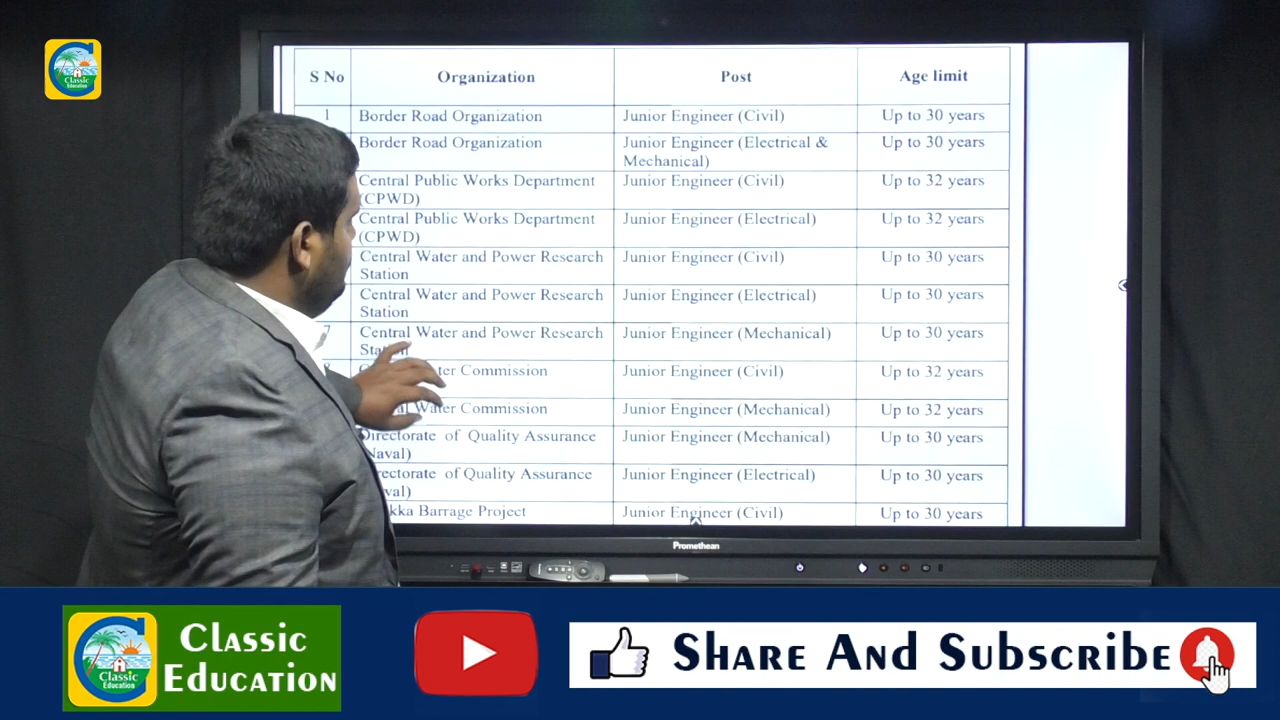 Classic
Education
S No Organization Post Age limit
1 Border Road Organization Junior Engineer (Civil) Up to 30 years
Border Road Organization Junior Engineer (Electrical & Up to 30 years
Mechanical)
Central Public Works Department Junior Engineer (Civil) Up to 32 years
(CPWD)
Central Public Works Department Junior Engineer (Electrical) Up to 32 years
(CPWD)
Central Water and Power Research Junior Engineer (Civil) Up to 30 years
Station
Central Water and Power Research Junior Engineer (Electrical) Up to 30 years
Station
7 Central Water and Power Research Junior Engineer (Mechanical) Up to 30 years
Station
8 Commission Junior Engineer (Civil) Up to 32 years
Water Commission Junior Engineer (Mechanical) Up to 32 years
Directorate of Quality Assurance Junior Engineer (Mechanical) Up to 30 years
(Naval)
Directorate of Quality Assurance Junior Engineer (Electrical) Up to 30 years
Barrage Project Junior Engineer (Civil) Up to 30 years
Promethean
Classic
Education
Classic
Education
Share And Subscribe